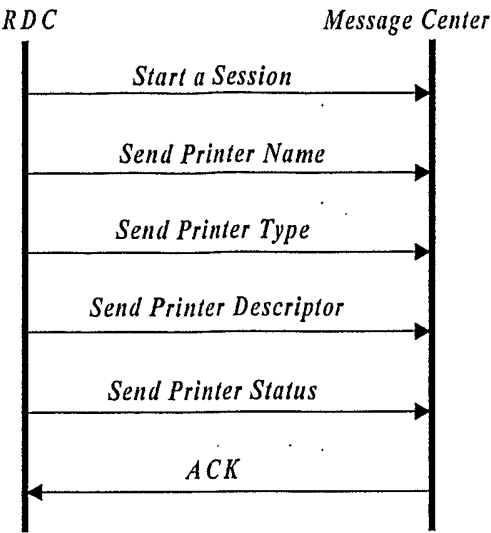 RDC Message Center
Start a Session
Send Printer Name
Send Printer Type
Send Printer Descriptor
Send Printer Status
ACK